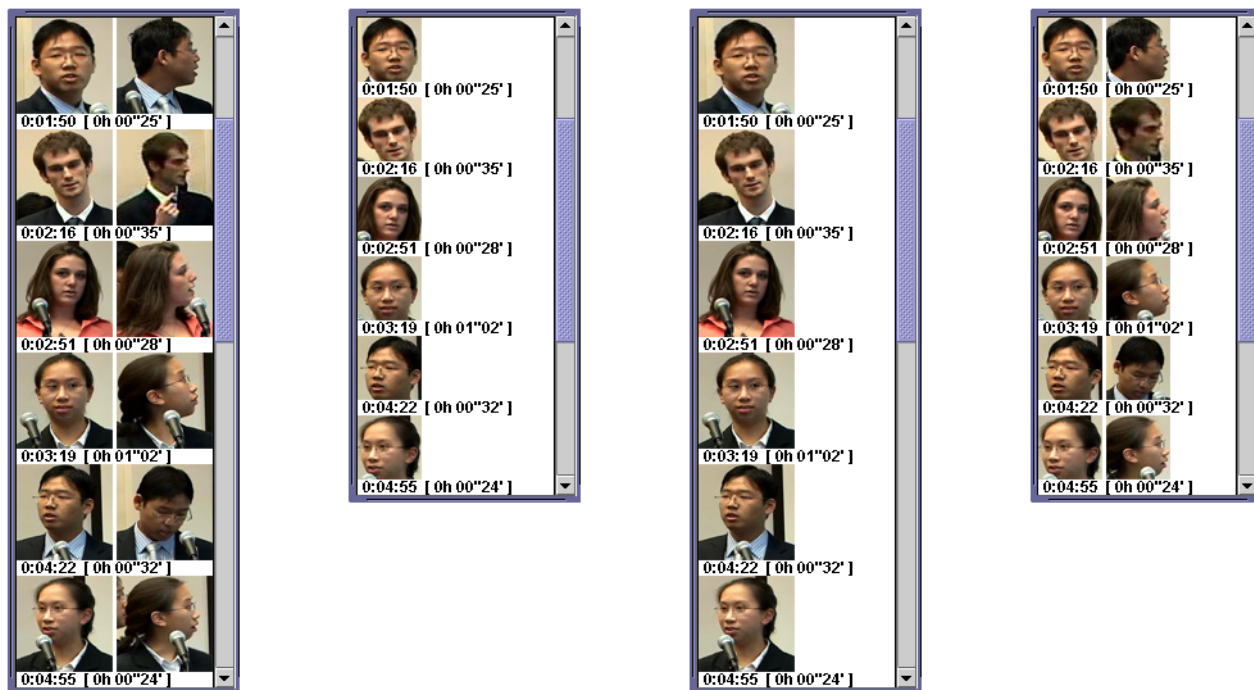 0:01:50 [ 0h 00"25' ]
0:02:16 [ 0h 00"35' ]
0:02:51 [ 0h 00"28' ]
0:03:19 [ 0h 01"02' ]
0:04:22 [ 0h 00"32' ]
0:04:55 [ 0h 00"24' ]
0:01:50 [ 0h 00"25' ]
0:02:16 [ 0h 00"35' ]
0:02:51 [ 0h 00"28' ]
0:03:19 [ 0h 01"02' ]
0:04:22 [ 0h 00"32' ]
0:04:55 [ 0h 00"24' ]
0:01:50 [ 0h 00"25' ]
0:02:16 [ 0h 00"35' ]
0:02:51 [ 0h 00"28' ]
0:03:19 [ 0h 01"02' ]
0:04:22 [ 0h 00"32' ]
0:04:55 [ 0h 00"24' ]
0:01:50 [ 0h 00"25' ]
0:02:16 [ 0h 00"35' ]
0:02:51 [ 0h 00"28' ]
0:03:19 [ 0h 01"02' ]
0:04:22 [ 0h 00"32' ]
0:04:55 [ 0h 00"24' ]